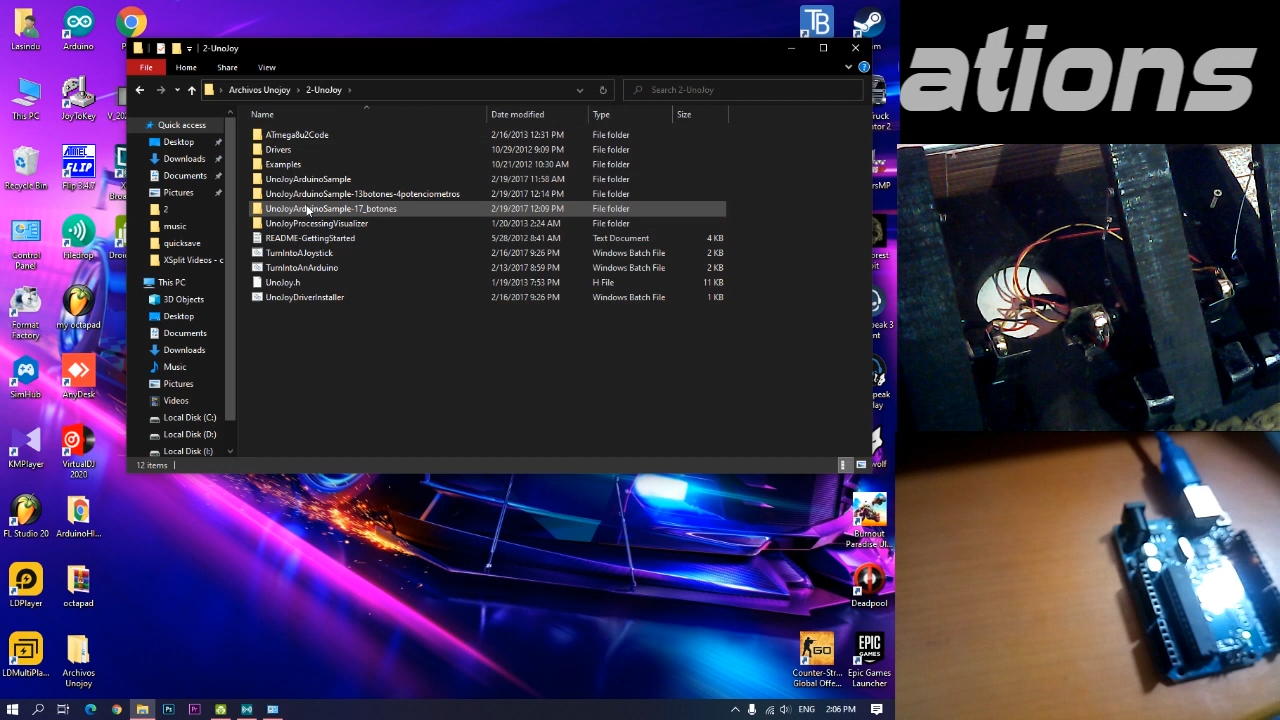 Lasindu
Arduino
This PC
JoyToKey
Recycle Bin
Flip 3.4.7
Control Panel
Filedrop
Format Factory
my octapad
SimHub
AnyDesk
KMPlayer
VirtualDJ 2020
FL Studio 20
ArduinoHI...
LDPlayer
octapad
LDMultiPla...
Archivos Unojoy
2-UnoJoy
File Home Share View
Archivos Unojoy > 2-UnoJoy >
Search 2-UnoJoy
Quick access
Desktop
Downloads
Documents
Pictures
2
music
quicksave
XSplit Videos - c
This PC
3D Objects
Desktop
Documents
Downloads
Music
Pictures
Videos
Local Disk (C:)
Local Disk (D:)
Local Disk (I:)
Name Date modified Type Size
ATmega8u2Code 2/16/2013 12:31 PM File folder
Drivers 10/29/2012 9:09 PM File folder
Examples 10/21/2012 10:30 AM File folder
UnoJoyArduinoSample 2/19/2017 11:58 AM File folder
UnoJoyArduinoSample-13botones-4potenciometros 2/19/2017 12:14 PM File folder
UnoJoyArduinoSample-17_botones 2/19/2017 12:09 PM File folder
UnoJoyProcessingVisualizer 1/20/2013 2:24 AM File folder
README-GettingStarted 5/28/2012 8:41 AM Text Document 4 KB
TurnIntoAJoystick 2/16/2017 9:26 PM Windows Batch File 2 KB
TurnIntoAnArduino 2/13/2017 8:59 PM Windows Batch File 2 KB
UnoJoy.h 1/19/2013 7:53 PM H File 11 KB
UnoJoyDriverInstaller 2/16/2017 9:26 PM Windows Batch File 1 KB
12 items
Burnout Paradise Ul...
Deadpool
Counter-Str... Global Offe...
Epic Games Launcher
ations
ENG 2:06 PM